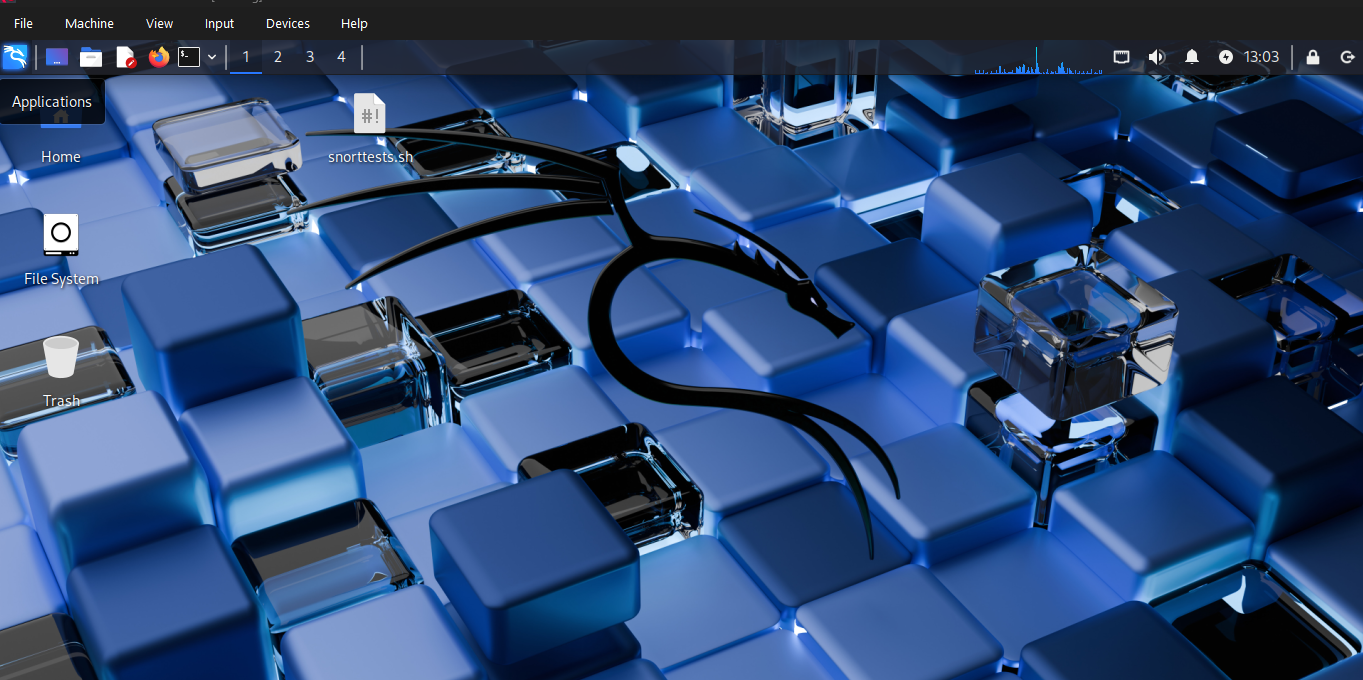 File Machine View Input Devices Help
1 2 3 4 13:03
Applications
Home
#!
snorttests.sh
File System
Trash